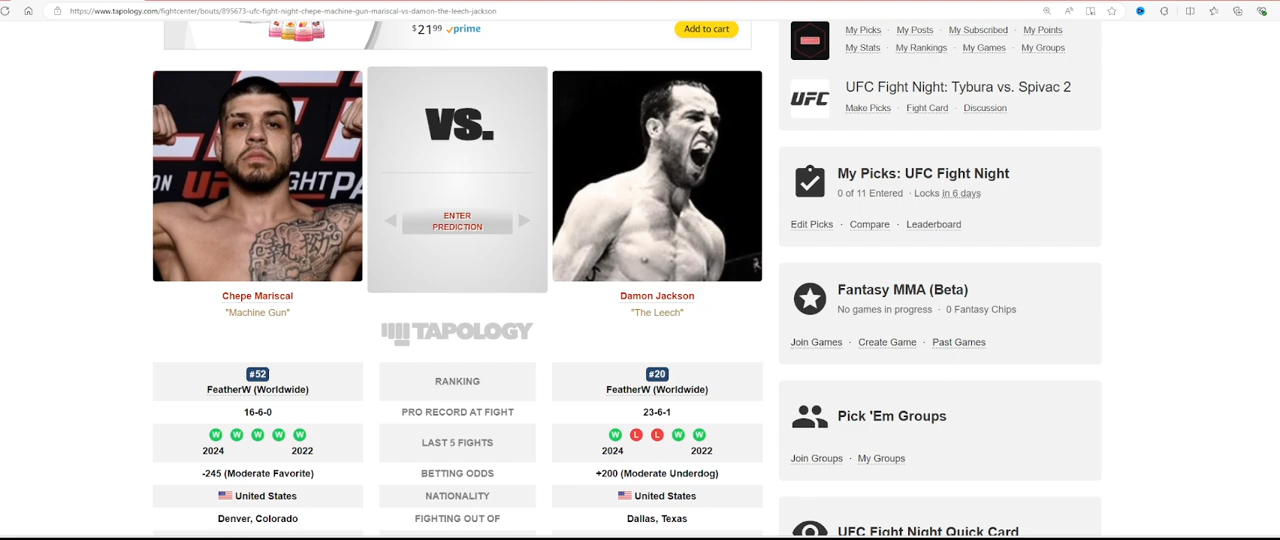 https://www.tapology.com/fightcenter/bouts/895673-ufc-fight-night-chepe-machine-gun-mariscal-vs-damon-the-leech-jackson
$21.99 prime
Add to cart
VS.
ENTER
PREDICTION
Chepe Mariscal
"Machine Gun"
Damon Jackson
"The Leech"
TAPOLOGY
#52
FeatherW (Worldwide)
RANKING
#20
FeatherW (Worldwide)
16-6-0
PRO RECORD AT FIGHT
23-6-1
W W W W W
2024 2022
LAST 5 FIGHTS
W L L W W
2024 2022
-245 (Moderate Favorite)
BETTING ODDS
+200 (Moderate Underdog)
United States
NATIONALITY
United States
Denver, Colorado
FIGHTING OUT OF
Dallas, Texas
My Picks · My Posts · My Subscribed · My Points
My Stats · My Rankings · My Games · My Groups
UFC
UFC Fight Night: Tybura vs. Spivac 2
Make Picks · Fight Card · Discussion
My Picks: UFC Fight Night
0 of 11 Entered · Locks in 6 days
Edit Picks · Compare · Leaderboard
Fantasy MMA (Beta)
No games in progress · 0 Fantasy Chips
Join Games · Create Game · Past Games
Pick 'Em Groups
Join Groups · My Groups
UFC Fight Night Quick Card